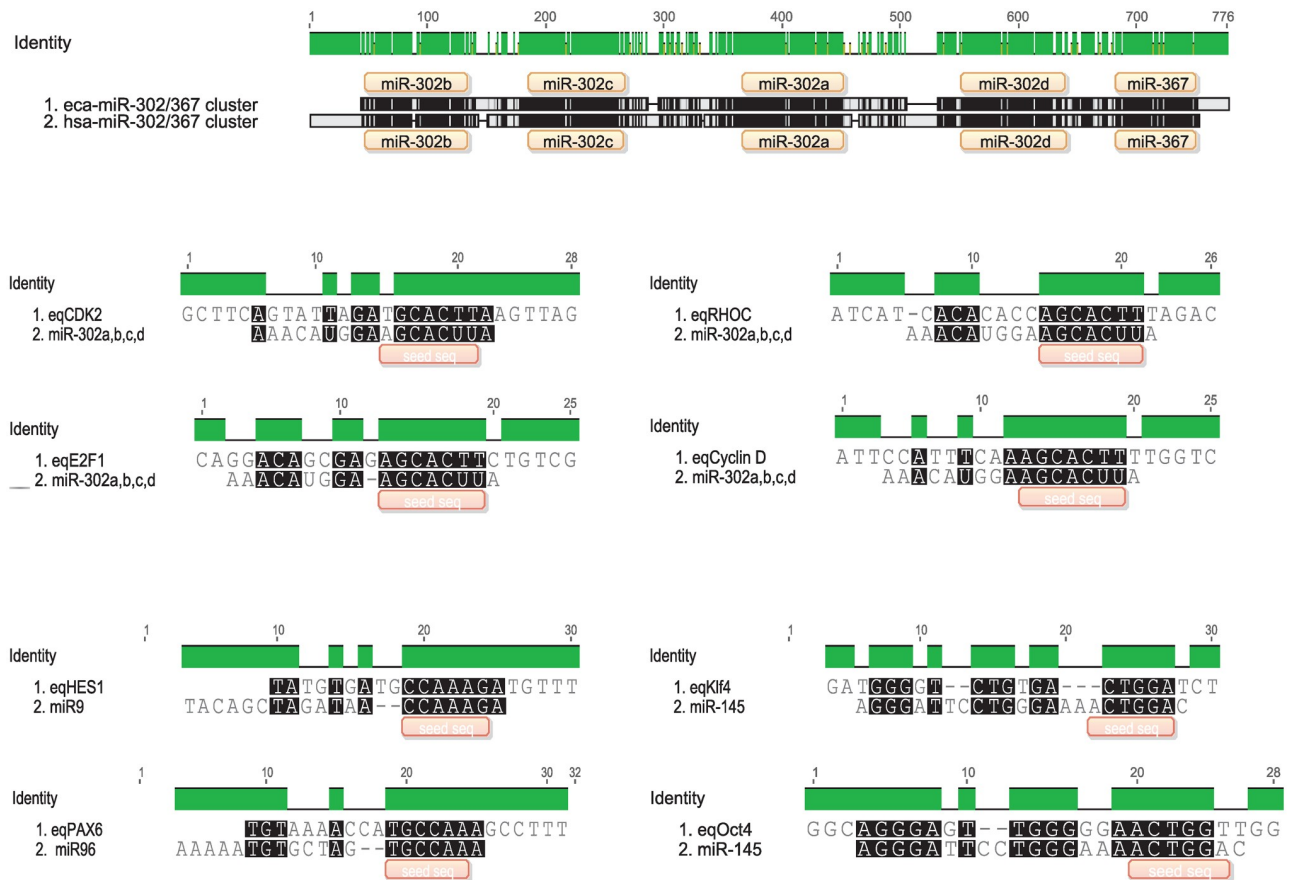 1 100 200 300 400 500 600 700 776
Identity
miR-302b miR-302c miR-302a miR-302d miR-367
1. eca-miR-302/367 cluster
2. hsa-miR-302/367 cluster
miR-302b miR-302c miR-302a miR-302d miR-367
1 10 20 28
Identity
1. eqCDK2 GCTTCAGTATTAGATGCACTTAAGTTAG
2. miR-302a,b,c,d AAACAUGGAAGCACUUA
seed seq
1 10 20 26
Identity
1. eqRHOC ATCAT-CACACACCAGCACTTTAGAC
2. miR-302a,b,c,d AAACAUGGAAGCACUUA
seed seq
1 10 20 25
Identity
1. eqE2F1 CAGGACAGCGAGAGCACTTCTGTCG
2. miR-302a,b,c,d AAACAUGGA-AGCACUUA
seed seq
1 10 20 25
Identity
1. eqCyclin D ATTCCATTTCAAAGCACTTTTGGTC
2. miR-302a,b,c,d AAACAUGGAAGCACUUA
seed seq
1 10 20 30
Identity
1. eqHES1 TATGTGATGCCAAAGATGTTT
2. miR9 TACAGCTAGATAA--CCAAAGA
seed seq
1 10 20 30
Identity
1. eqKlf4 GATGGGGT--CTGTGA---CTGGATCT
2. miR-145 AGGGATTCCTGGGAAAACTGGAC
seed seq
1 10 20 30 32
Identity
1. eqPAX6 TGTAAAACCATGCCAAAGCCTTT
2. miR96 AAAAATGTGCTAG--TGCCAAA
seed seq
1 10 20 28
Identity
1. eqOct4 GGCAGGGAGT--TGGGGGGAACTGGTTGG
2. miR-145 AGGGATTCCTGGGAAAACTGGAC
seed seq